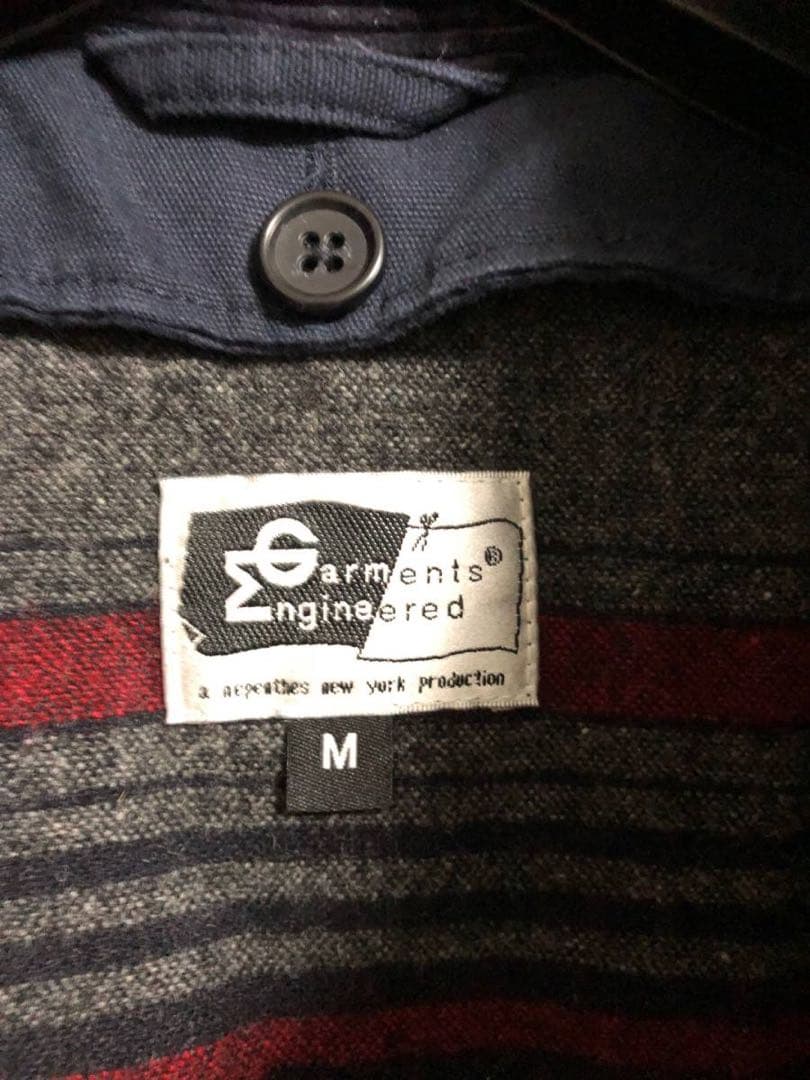 Garments®
Engineered
a nepenthes new york production
M